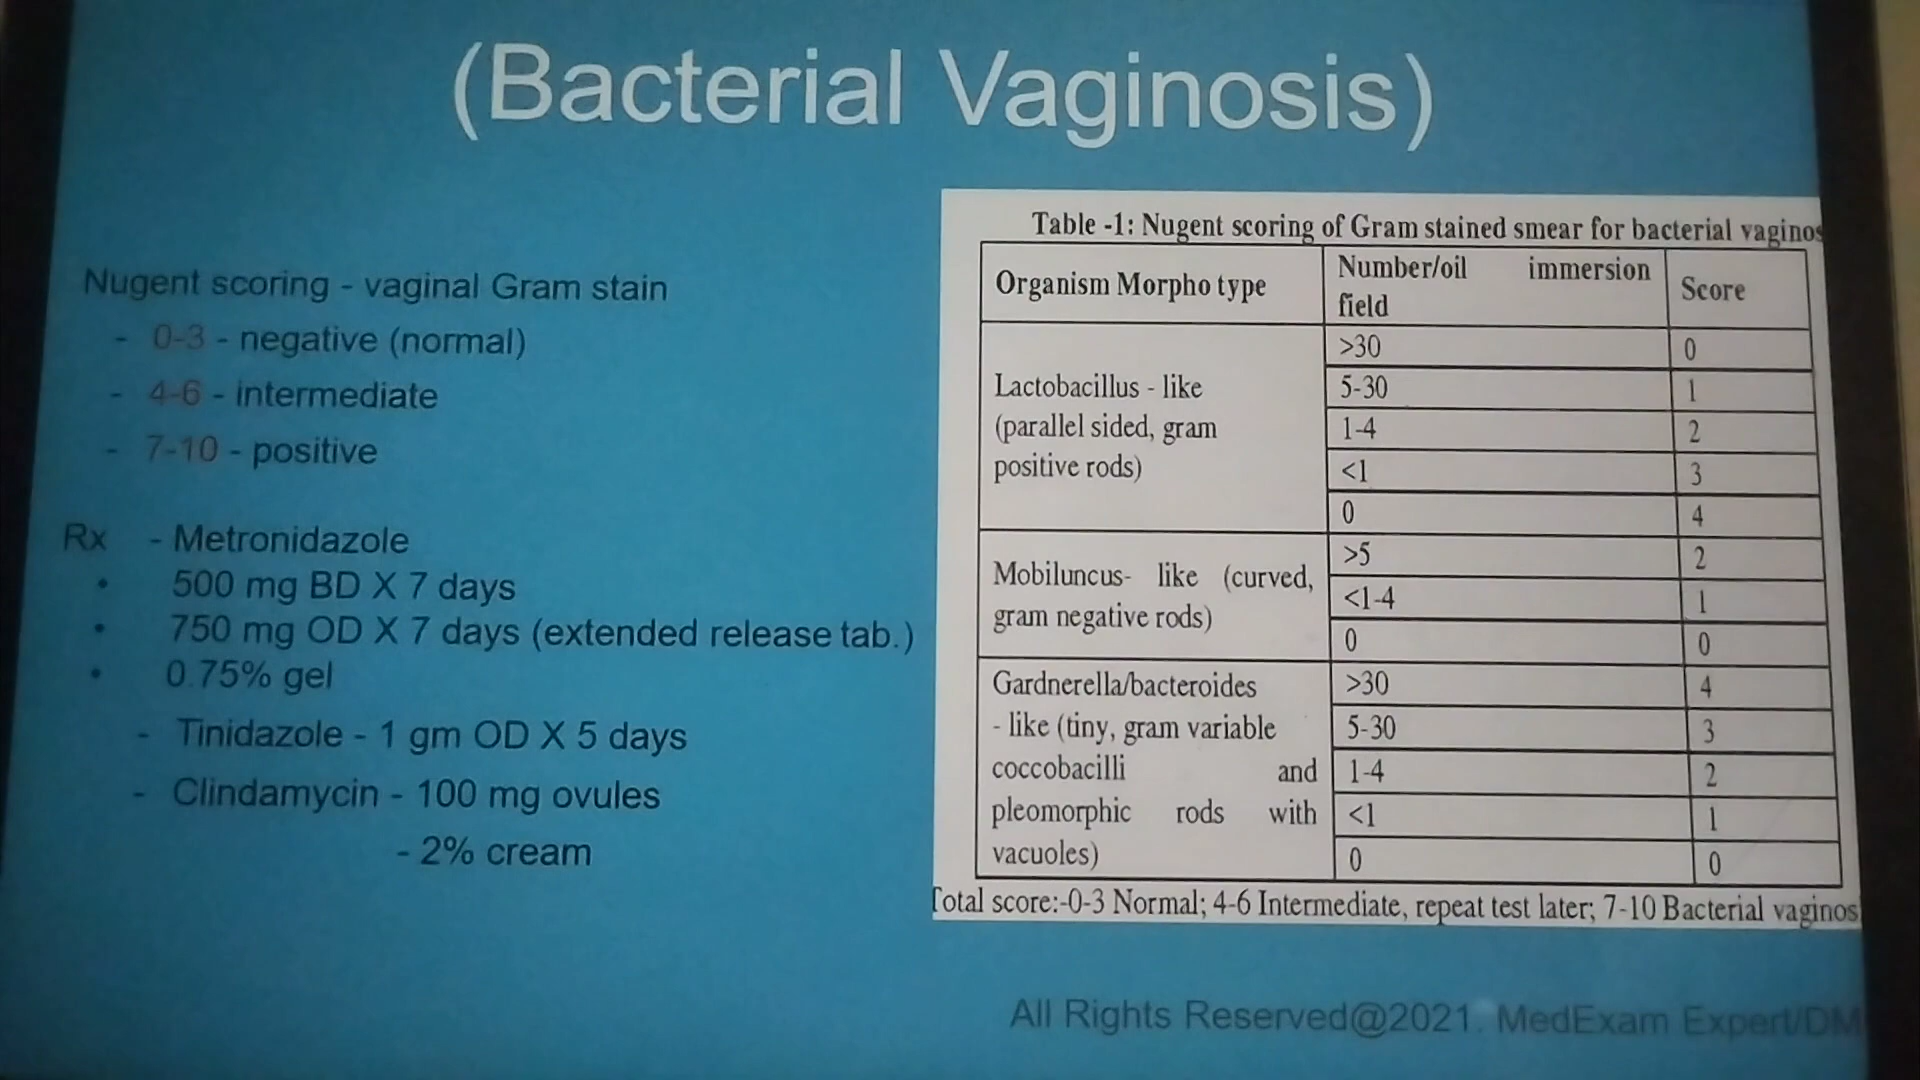 (Bacterial Vaginosis)
Nugent scoring - vaginal Gram stain
- 0-3 - negative (normal)
- 4-6 - intermediate
- 7-10 - positive
Rx - Metronidazole
• 500 mg BD X 7 days
• 750 mg OD X 7 days (extended release tab.)
• 0.75% gel
- Tinidazole - 1 gm OD X 5 days
- Clindamycin - 100 mg ovules
- 2% cream
Table -1: Nugent scoring of Gram stained smear for bacterial vaginos
Organism Morpho type
Number/oil immersion
field
Score
Lactobacillus - like
(parallel sided, gram
positive rods)
>30 0
5-30 1
1-4 2
<1 3
0 4
Mobiluncus- like (curved,
gram negative rods)
>5 2
<1-4 1
0 0
Gardnerella/bacteroides
- like (tiny, gram variable
coccobacilli and
pleomorphic rods with
vacuoles)
>30 4
5-30 3
1-4 2
<1 1
0 0
Total score:-0-3 Normal; 4-6 Intermediate, repeat test later; 7-10 Bacterial vaginos
All Rights Reserved@2021. MedExam Expert/DM